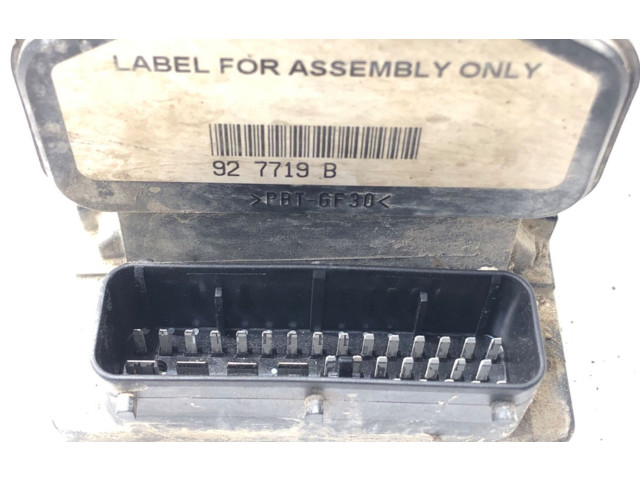 LABEL FOR ASSEMBLY ONLY
92 7719 B
>PBT-GF30<